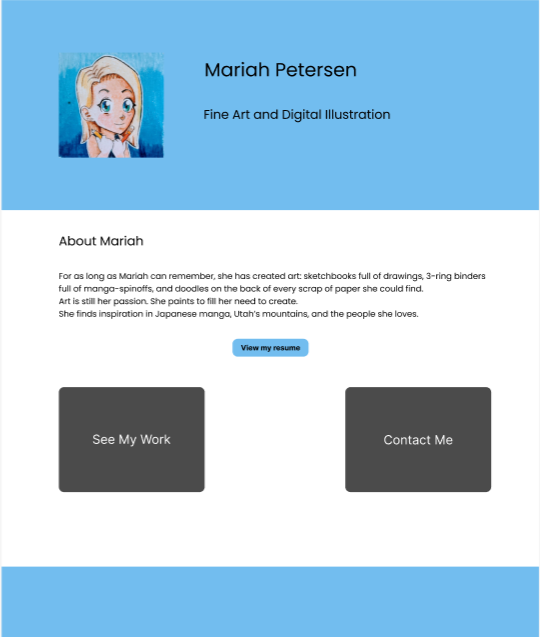 Mariah Petersen
Fine Art and Digital Illustration
About Mariah
For as long as Mariah can remember, she has created art: sketchbooks full of drawings, 3-ring binders
full of manga-spinoffs, and doodles on the back of every scrap of paper she could find.
Art is still her passion. She paints to fill her need to create.
She finds inspiration in Japanese manga, Utah's mountains, and the people she loves.
View my resume
See My Work
Contact Me